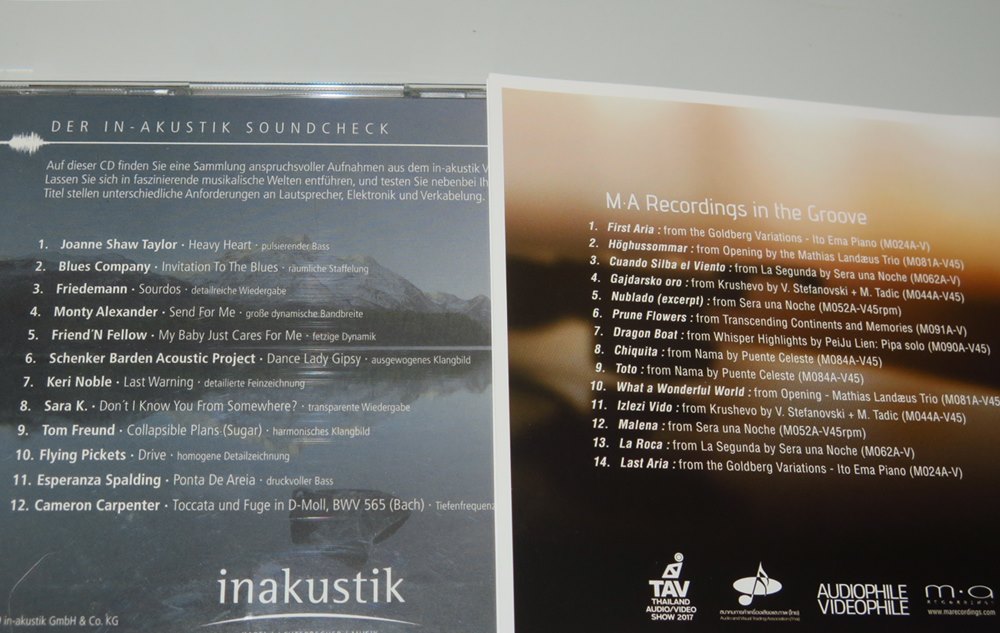 DER IN-AKUSTIK SOUNDCHECK
Auf dieser CD finden Sie eine Sammlung anspruchsvoller Aufnahmen aus dem in-akustik
Lassen Sie sich in faszinierende musikalische Welten entführen, und testen Sie nebenbei
Titel stellen unterschiedliche Anforderungen an Lautsprecher, Elektronik und Verkabelung.
1. Joanne Shaw Taylor · Heavy Heart · pulsierender Bass
2. Blues Company · Invitation To The Blues · räumliche Staffelung
3. Friedemann · Sourdos · detailreiche Wiedergabe
4. Monty Alexander · Send For Me · große dynamische Bandbreite
5. Friend´N Fellow · My Baby Just Cares For Me · fetzige Dynamik
6. Schenker Barden Acoustic Project · Dance Lady Gipsy · ausgewogenes Klangbild
7. Keri Noble · Last Warning · detailierte Feinzeichnung
8. Sara K. · Don´t I Know You From Somewhere? · transparente Wiedergabe
9. Tom Freund · Collapsible Plans (Sugar) · harmonisches Klangbild
10. Flying Pickets · Drive · homogene Detailzeichnung
11. Esperanza Spalding · Ponta De Areia · druckvoller Bass
12. Cameron Carpenter · Toccata und Fuge in D-Moll, BWV 565 (Bach) · Tiefenfrequenz
inakustik
in-akustik GmbH & Co. KG
M·A Recordings in the Groove
1. First Aria : from the Goldberg Variations - Ito Ema Piano (M024A-V)
2. Höghussommar : from Opening by the Mathias Landæus Trio (M081A-V45)
3. Cuando Silba el Viento : from La Segunda by Sera una Noche (M062A-V)
4. Gajdarsko oro : from Krushevo by V. Stefanovski + M. Tadic (M044A-V45)
5. Nublado (excerpt) : from Sera una Noche (M052A-V45rpm)
6. Prune Flowers : from Transcending Continents and Memories (M091A-V)
7. Dragon Boat : from Whisper Highlights by PeiJu Lien: Pipa solo (M090A-V45)
8. Chiquita : from Nama by Puente Celeste (M084A-V45)
9. Toto : from Nama by Puente Celeste (M084A-V45)
10. What a Wonderful World : from Opening - Mathias Landæus Trio (M081A-V45
11. Izlezi Vido : from Krushevo by V. Stefanovski + M. Tadic (M044A-V45)
12. Malena : from Sera una Noche (M052A-V45rpm)
13. La Roca : from La Segunda by Sera una Noche (M062A-V)
14. Last Aria : from the Goldberg Variations - Ito Ema Piano (M024A-V)
TAV
THAILAND
AUDIO/VIDEO
SHOW 2017
Audio and Visual Trading Association (Thai)
AUDIOPHILE
VIDEOPHILE
m·a
RECORDINGS
www.marecordings.com